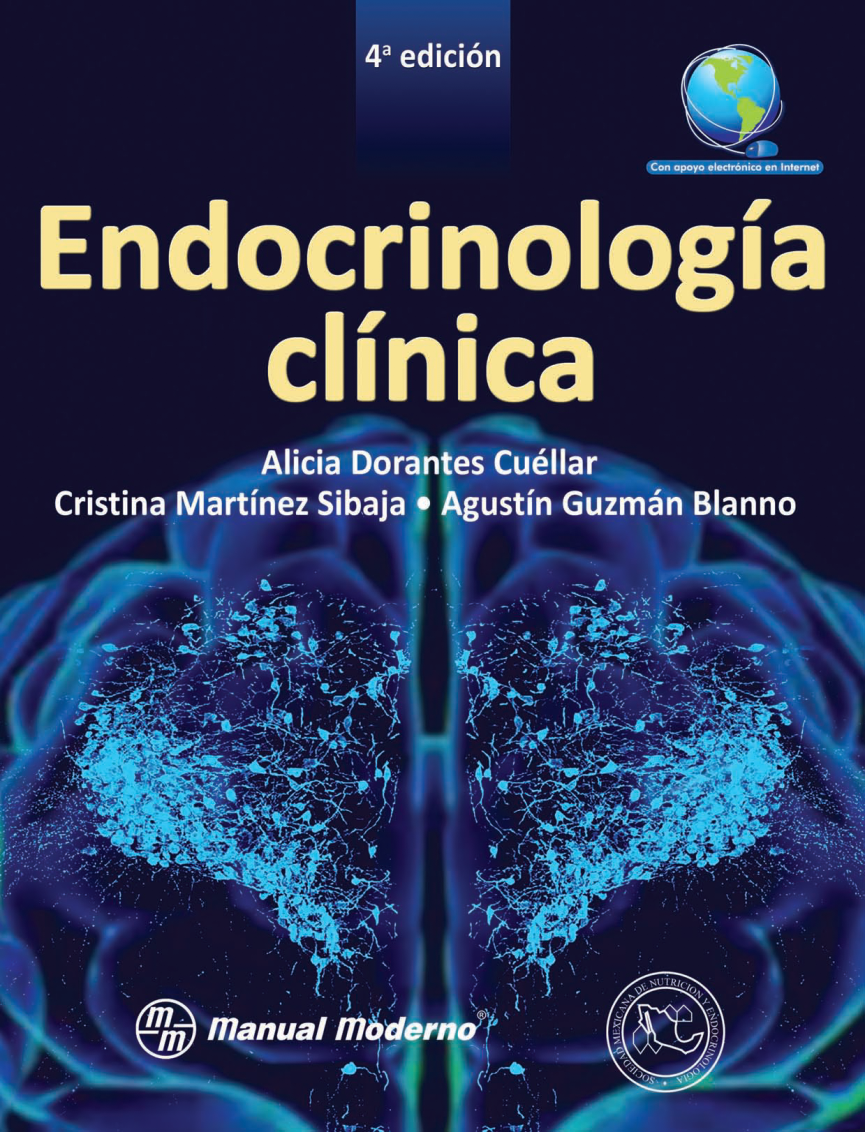 4ª edición
Con apoyo electrónico en Internet
Endocrinología
clínica
Alicia Dorantes Cuéllar
Cristina Martínez Sibaja • Agustín Guzmán Blanno
mm Manual Moderno®
SOCIEDAD MEXICANA DE NUTRICION Y ENDOCRINOLOGÍA